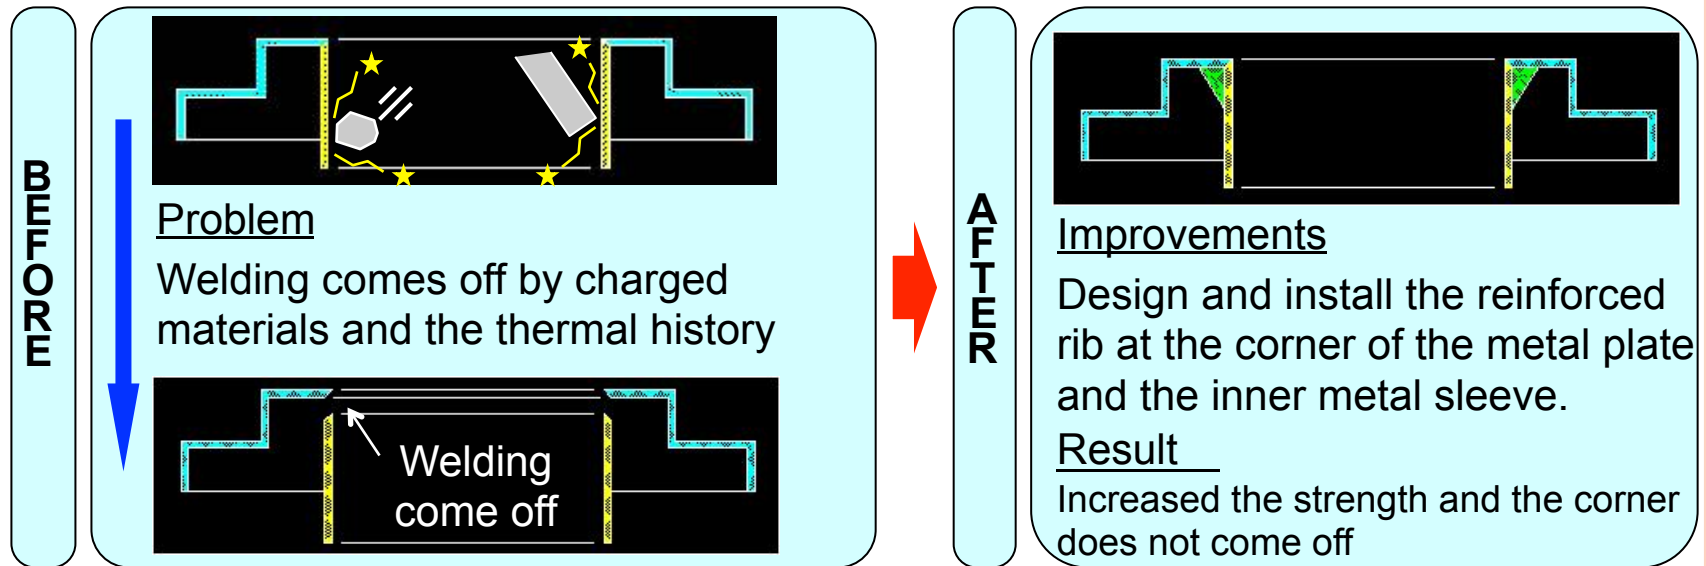 BEFORE
Problem
Welding comes off by charged
materials and the thermal history
Welding
come off
AFTER
Improvements
Design and install the reinforced
rib at the corner of the metal plate
and the inner metal sleeve.
Result
Increased the strength and the corner
does not come off